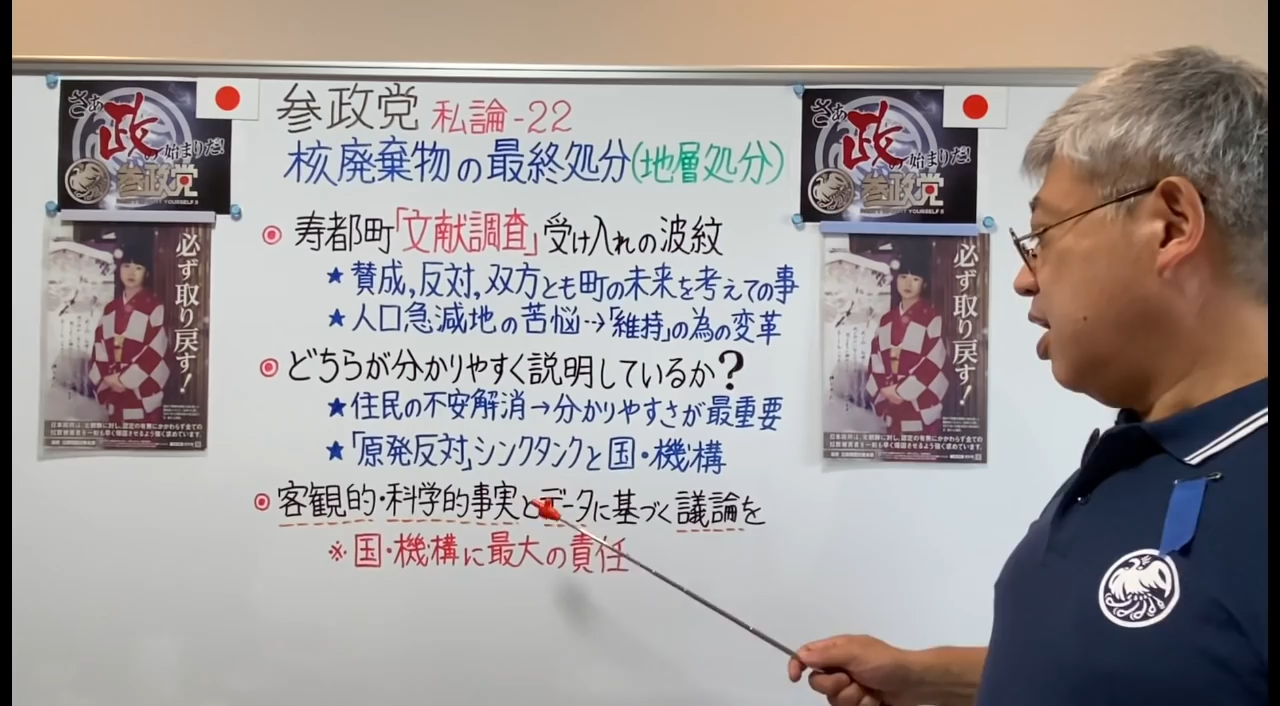 参政党 私論-22
核廃棄物の最終処分(地層処分)
◉ 寿都町「文献調査」受け入れの波紋
★ 賛成,反対,双方とも町の未来を考えての事
★ 人口急減地の苦悩→「維持」の為の変革
◉ どちらが分かりやすく説明しているか?
★ 住民の不安解消→分かりやすさが最重要
★「原発反対」シンクタンクと国・機構
◉ 客観的・科学的事実とデータに基づく議論を
※ 国・機構に最大の責任
さあ
政
の始まりだ!
参政党
必ず取り戻す!
さあ
政
の始まりだ!
参政党
必ず取り戻す!